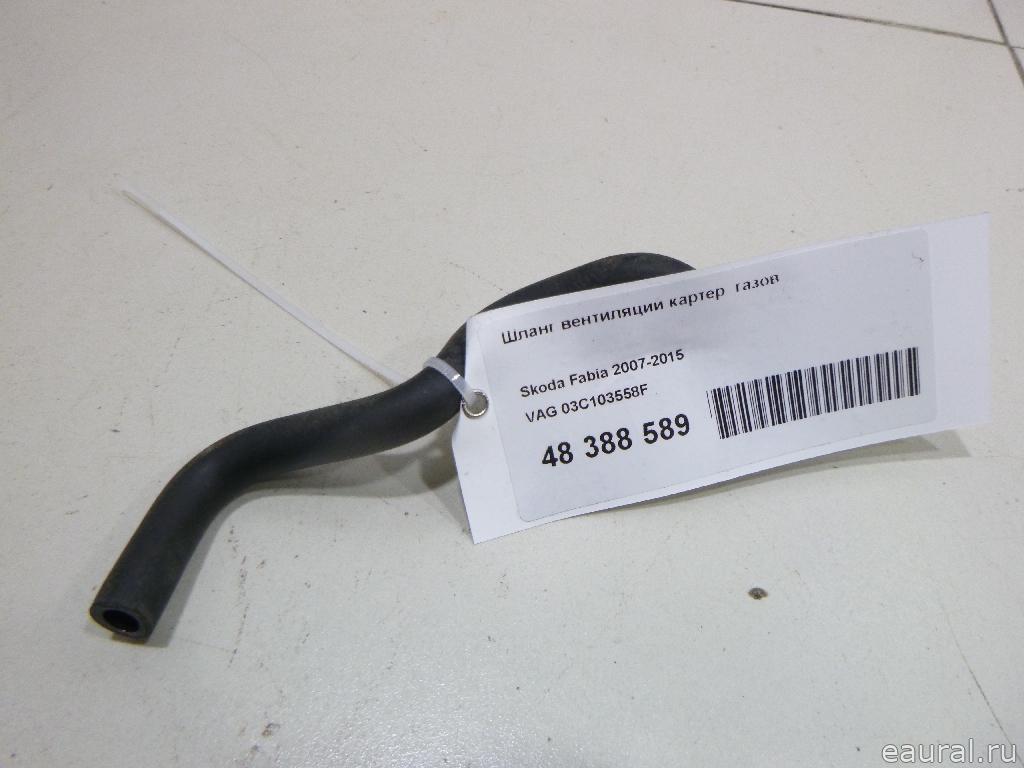 Шланг вентиляции картер газов
Skoda Fabia 2007-2015
VAG 03C103558F
48 388 589
eaural.ru